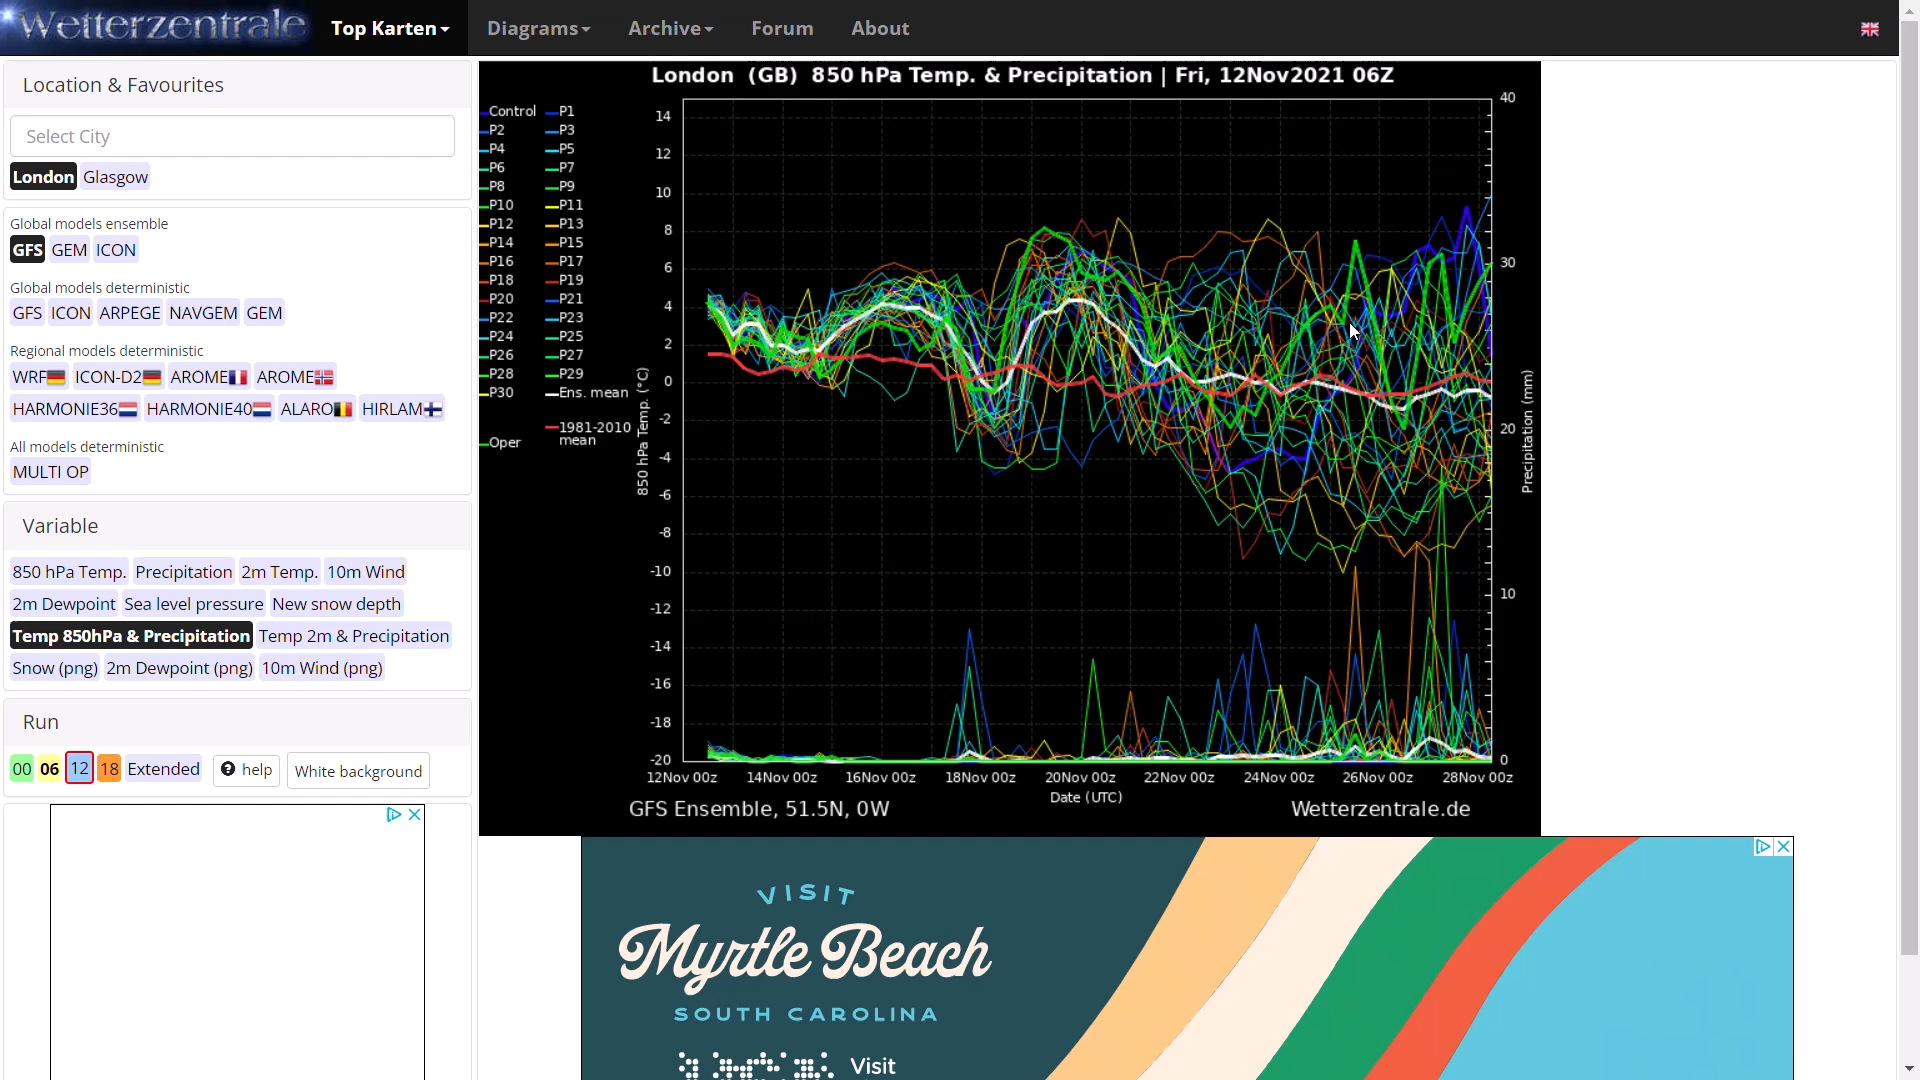 Wetterzentrale
Top Karten
Diagrams
Archive
Forum
About
Location & Favourites
Select City
London Glasgow
Global models ensemble
GFS GEM ICON
Global models deterministic
GFS ICON ARPEGE NAVGEM GEM
Regional models deterministic
WRF ICON-D2 AROME AROME
HARMONIE36 HARMONIE40 ALARO HIRLAM
All models deterministic
MULTI OP
Variable
850 hPa Temp. Precipitation 2m Temp. 10m Wind
2m Dewpoint Sea level pressure New snow depth
Temp 850hPa & Precipitation Temp 2m & Precipitation
Snow (png) 2m Dewpoint (png) 10m Wind (png)
Run
00 06 12 18 Extended help White background
London (GB) 850 hPa Temp. & Precipitation | Fri, 12Nov2021 06Z
Control P1
P2 P3
P4 P5
P6 P7
P8 P9
P10 P11
P12 P13
P14 P15
P16 P17
P18 P19
P20 P21
P22 P23
P24 P25
P26 P27
P28 P29
P30 Ens. mean
1981-2010
mean
Oper
850 hPa Temp. (°C)
14
12
10
8
6
4
2
0
-2
-4
-6
-8
-10
-12
-14
-16
-18
-20
40
30
20
10
0
Precipitation (mm)
12Nov 00z 14Nov 00z 16Nov 00z 18Nov 00z 20Nov 00z 22Nov 00z 24Nov 00z 26Nov 00z 28Nov 00z
Date (UTC)
GFS Ensemble, 51.5N, 0W
Wetterzentrale.de
VISIT
Myrtle Beach
SOUTH CAROLINA
Visit